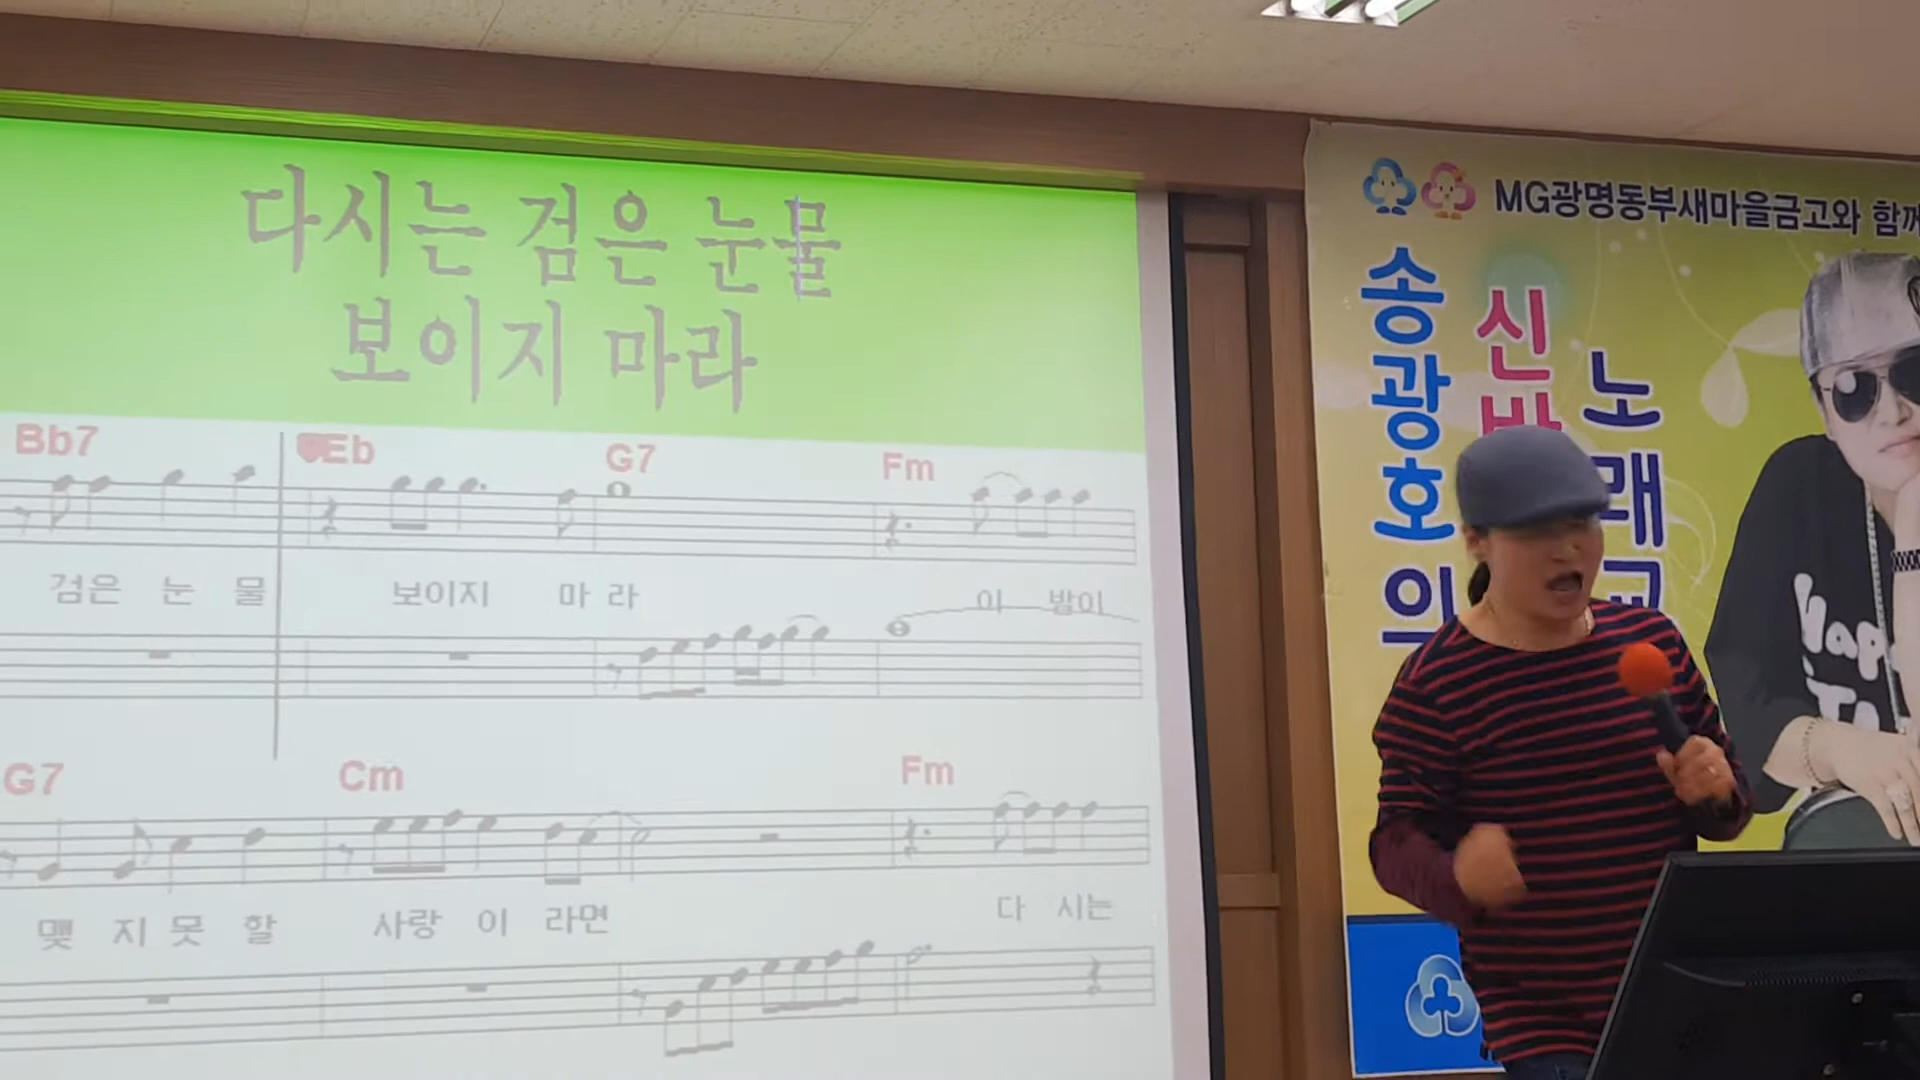 다시는 검은 눈물
보이지 마라
Bb7 Eb G7 Fm
검은 눈 물 보이지 마 라 이 밤이
G7 Cm Fm
맺 지 못 할 사랑 이 라면 다 시는
MG광명동부새마을금고와 함께
송광호의
신바
노래교